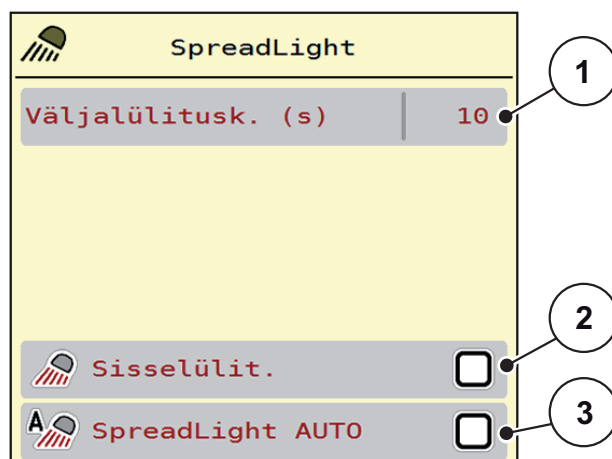 SpreadLight
1
Väljalülitusk. (s) 10
2
Sisselülit.
3
A
SpreadLight AUTO